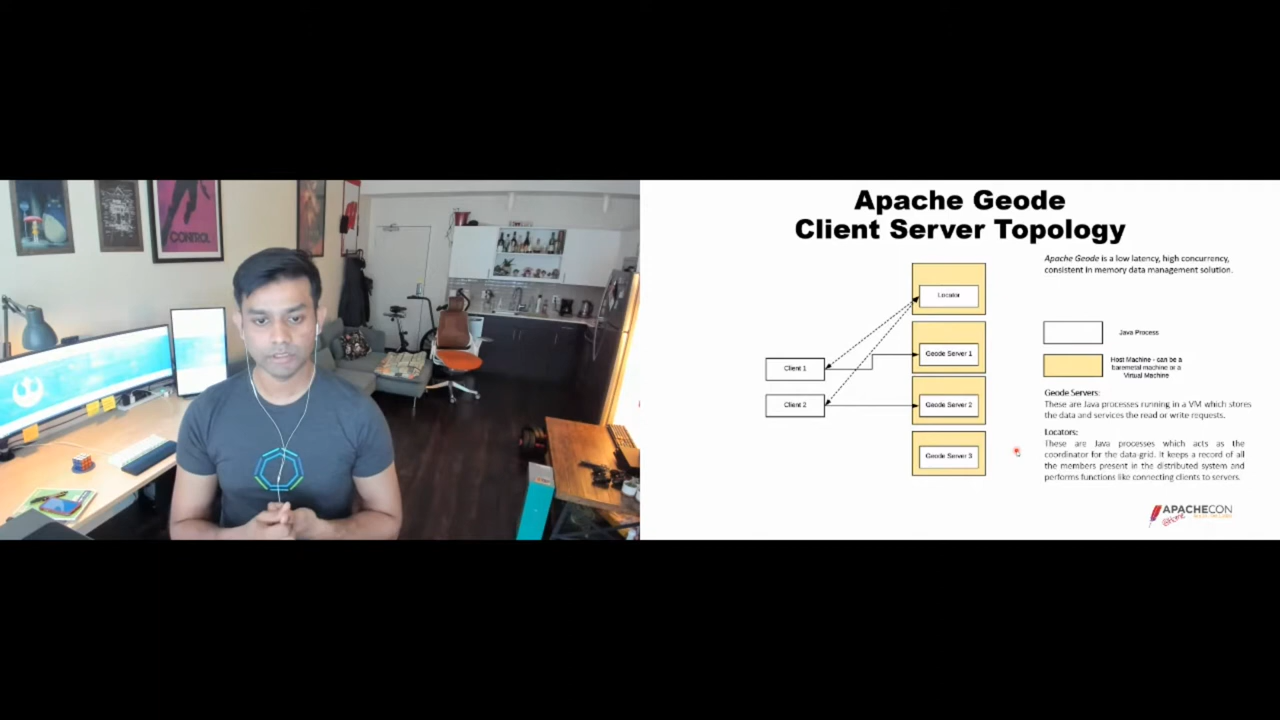 CONTROL
Apache Geode
Client Server Topology
Apache Geode is a low latency, high concurrency,
consistent in memory data management solution.
Locator
Geode Server 1
Client 1
Client 2
Geode Server 2
Geode Server 3
Java Process
Host Machine - can be a
baremetal machine or a
Virtual Machine
Geode Servers:
These are Java processes running in a VM which stores
the data and services the read or write requests.
Locators:
These are Java processes which acts as the
coordinator for the data grid. It keeps a record of all
the members present in the distributed system and
performs functions like connecting clients to servers.
APACHECON
@Home